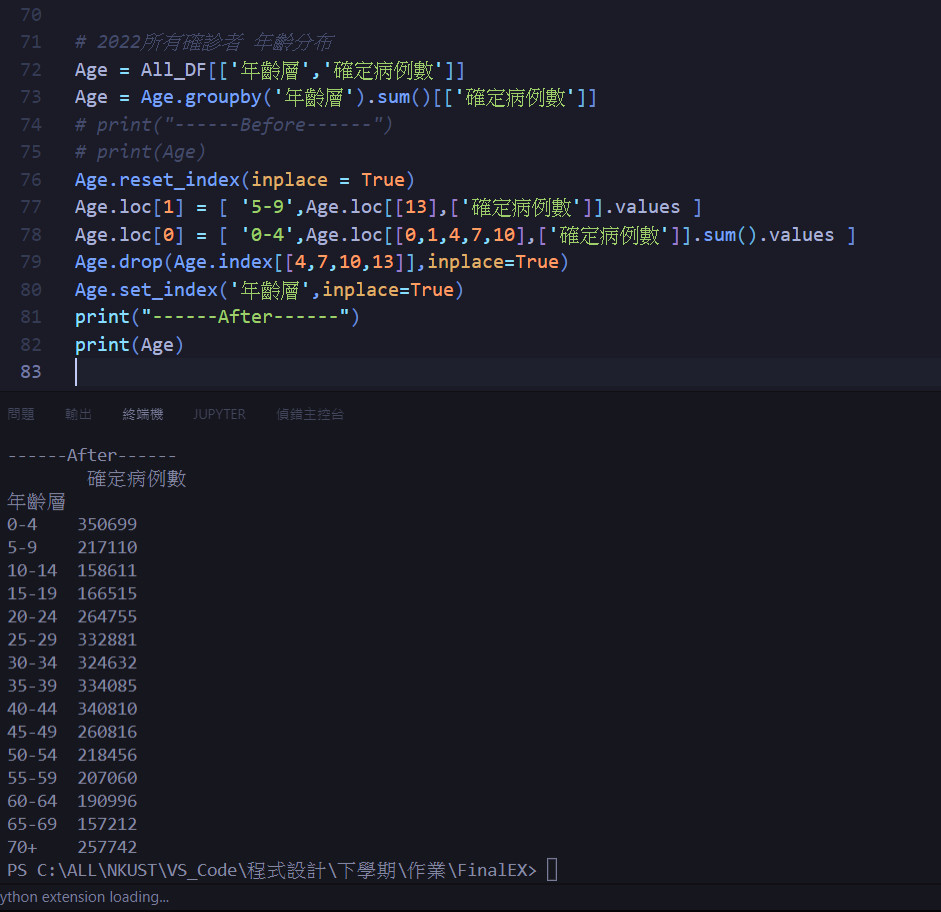 70
71 # 2022所有確診者 年齡分布
72 Age = All_DF[['年齡層','確定病例數']]
73 Age = Age.groupby('年齡層').sum()[['確定病例數']]
74 # print("------Before------")
75 # print(Age)
76 Age.reset_index(inplace = True)
77 Age.loc[1] = [ '5-9',Age.loc[[13],['確定病例數']].values ]
78 Age.loc[0] = [ '0-4',Age.loc[[0,1,4,7,10],['確定病例數']].sum().values ]
79 Age.drop(Age.index[[4,7,10,13]],inplace=True)
80 Age.set_index('年齡層',inplace=True)
81 print("------After------")
82 print(Age)
83
問題 輸出 終端機 JUPYTER 偵錯主控台
------After------
確定病例數
年齡層
0-4 350699
5-9 217110
10-14 158611
15-19 166515
20-24 264755
25-29 332881
30-34 324632
35-39 334085
40-44 340810
45-49 260816
50-54 218456
55-59 207060
60-64 190996
65-69 157212
70+ 257742
PS C:\ALL\NKUST\VS_Code\程式設計\下學期\作業\FinalEX>
ython extension loading...